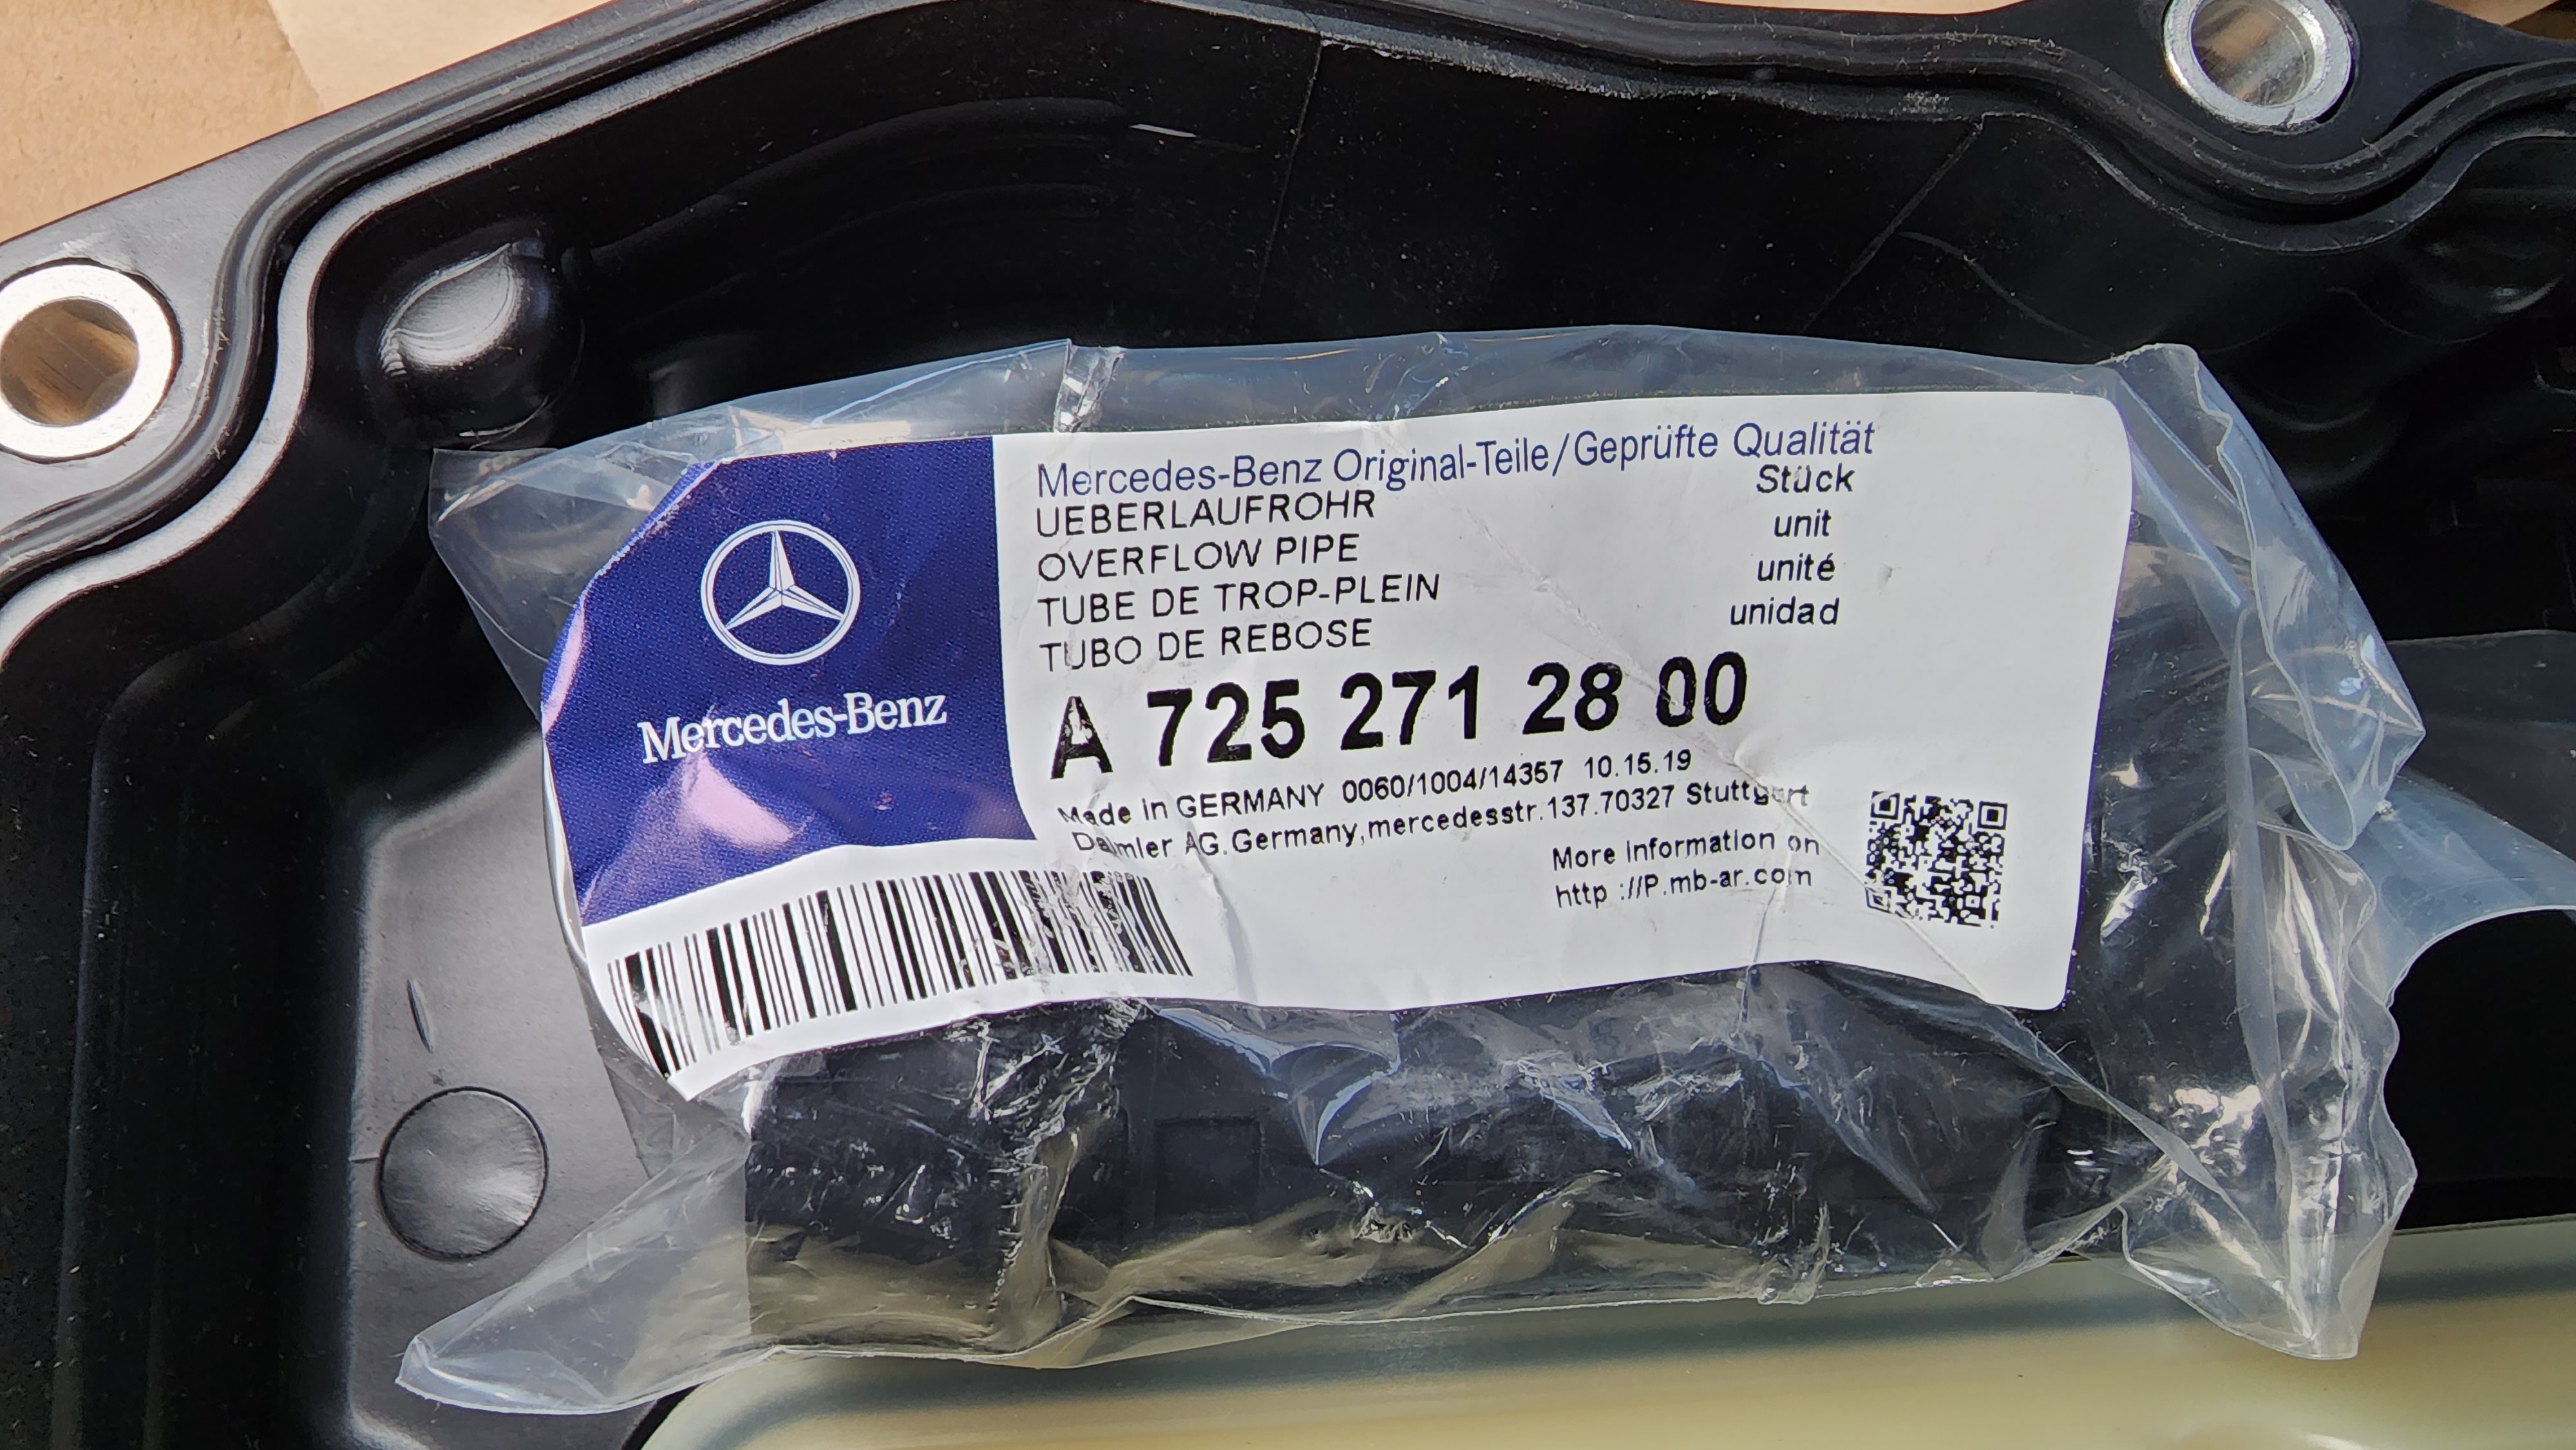 Mercedes-Benz
Mercedes-Benz Original-Teile/Geprüfte Qualität
UEBERLAUFROHR Stück
OVERFLOW PIPE unit
TUBE DE TROP-PLEIN unité
TUBO DE REBOSE unidad
A 725 271 28 00
Made in GERMANY 0060/1004/14357 10.15.19
Daimler AG.Germany,mercedesstr.137.70327 Stuttgart
More information on
http ://P.mb-ar.com